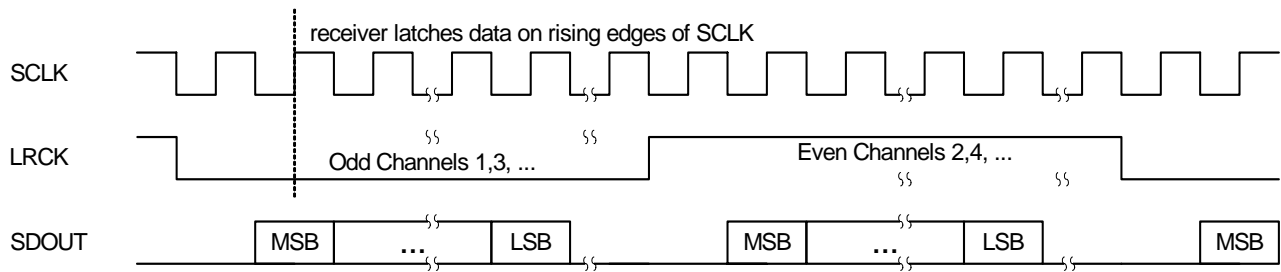 receiver latches data on rising edges of SCLK
SCLK
LRCK
Odd Channels 1,3, ...
Even Channels 2,4, ...
SDOUT
MSB
...
LSB
MSB
...
LSB
MSB